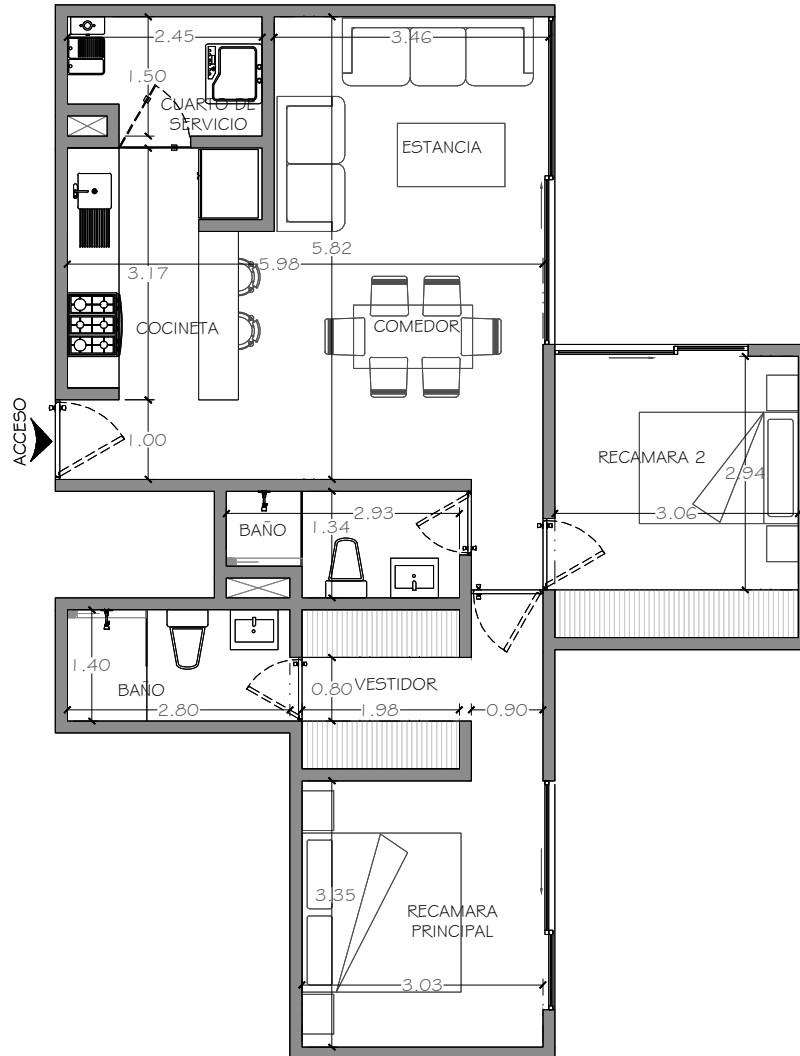 2.45
3.46
1.50
CUARTO DE
SERVICIO
ESTANCIA
5.82
5.98
3.17
COCINETA
COMEDOR
ACCESO
1.00
RECAMARA 2
2.94
3.06
2.93
BAÑO
1.34
1.40
BAÑO
0.80
VESTIDOR
2.80
1.98
0.90
3.35
RECAMARA
PRINCIPAL
3.03